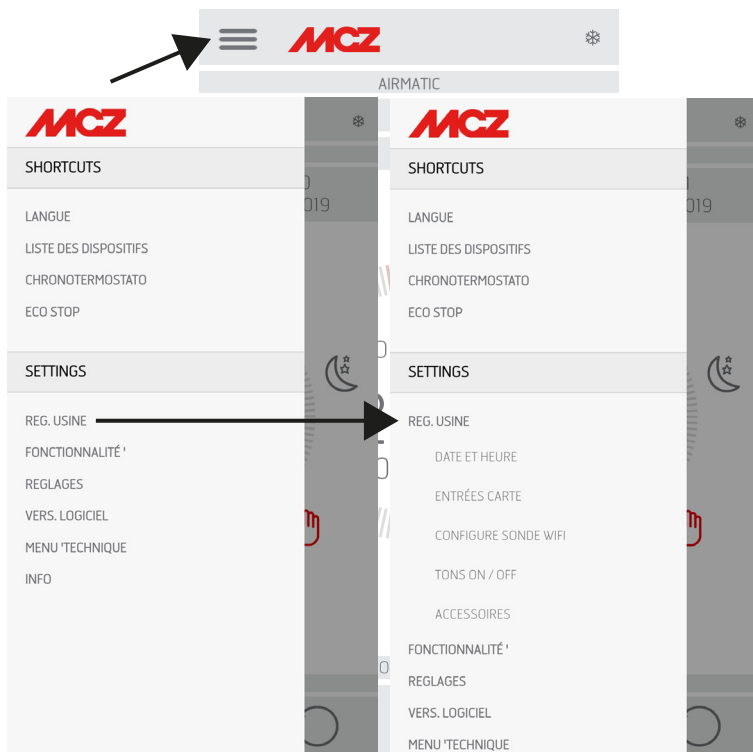 MCZ
AIRMATIC
MCZ
SHORTCUTS
019
LANGUE
LISTE DES DISPOSITIFS
CHRONOTERMOSTATO
ECO STOP
SETTINGS
REG. USINE
FONCTIONNALITÉ '
REGLAGES
VERS. LOGICIEL
MENU 'TECHNIQUE
INFO
MCZ
SHORTCUTS
019
LANGUE
LISTE DES DISPOSITIFS
CHRONOTERMOSTATO
ECO STOP
SETTINGS
REG. USINE
DATE ET HEURE
ENTRÉES CARTE
CONFIGURE SONDE WIFI
TONS ON / OFF
ACCESSOIRES
FONCTIONNALITÉ '
REGLAGES
VERS. LOGICIEL
MENU 'TECHNIQUE